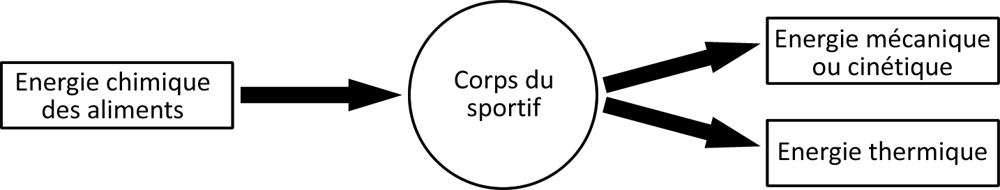 Energie chimique
des aliments
Corps du
sportif
Energie mécanique
ou cinétique
Energie thermique